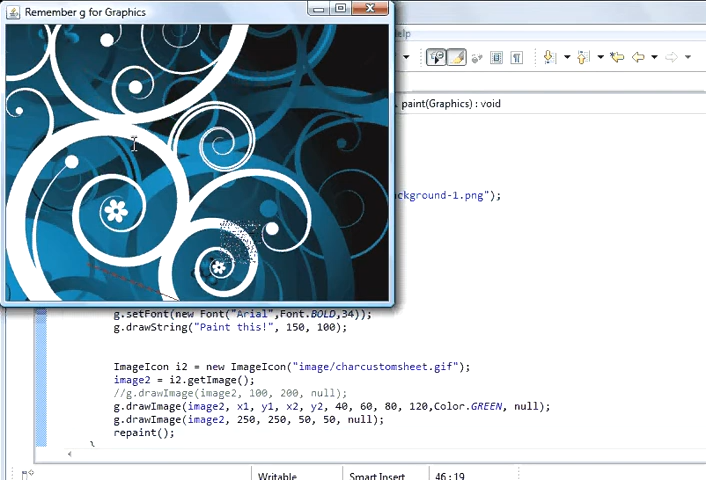 Remember g for Graphics
Help
paint(Graphics) : void
ckground-1.png");
g.setFont(new Font("Arial",Font.BOLD,34));
g.drawString("Paint this!", 150, 100);
ImageIcon i2 = new ImageIcon("image/charcustomsheet.gif");
image2 = i2.getImage();
//g.drawImage(image2, 100, 200, null);
g.drawImage(image2, x1, y1, x2, y2, 40, 60, 80, 120,Color.GREEN, null);
g.drawImage(image2, 250, 250, 50, 50, null);
repaint();
}
Writable
Smart Insert
46 : 19